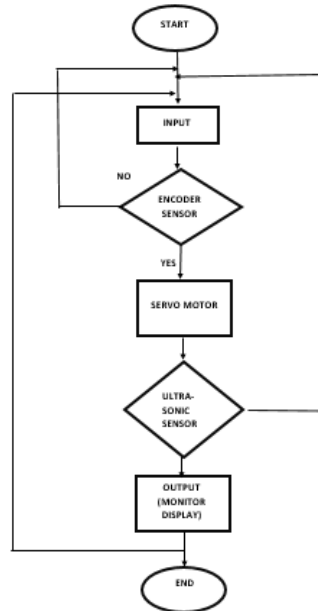 START
INPUT
NO
ENCODER
SENSOR
YES
SERVO MOTOR
ULTRA-
SONIC
SENSOR
OUTPUT
(MONITOR
DISPLAY)
END